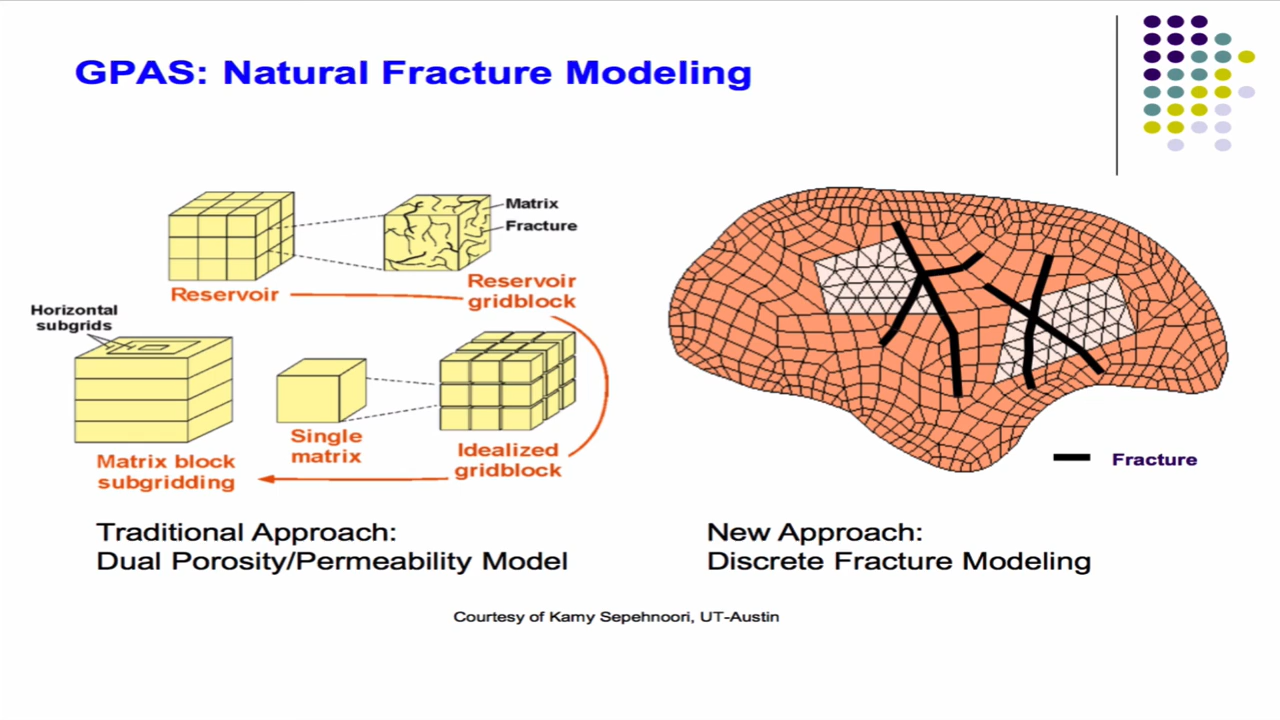 GPAS: Natural Fracture Modeling
Matrix
Fracture
Reservoir
Reservoir
gridblock
Horizontal
subgrids
Single
matrix
Idealized
gridblock
Matrix block
subgridding
Fracture
Traditional Approach:
Dual Porosity/Permeability Model
New Approach:
Discrete Fracture Modeling
Courtesy of Kamy Sepehnoori, UT-Austin